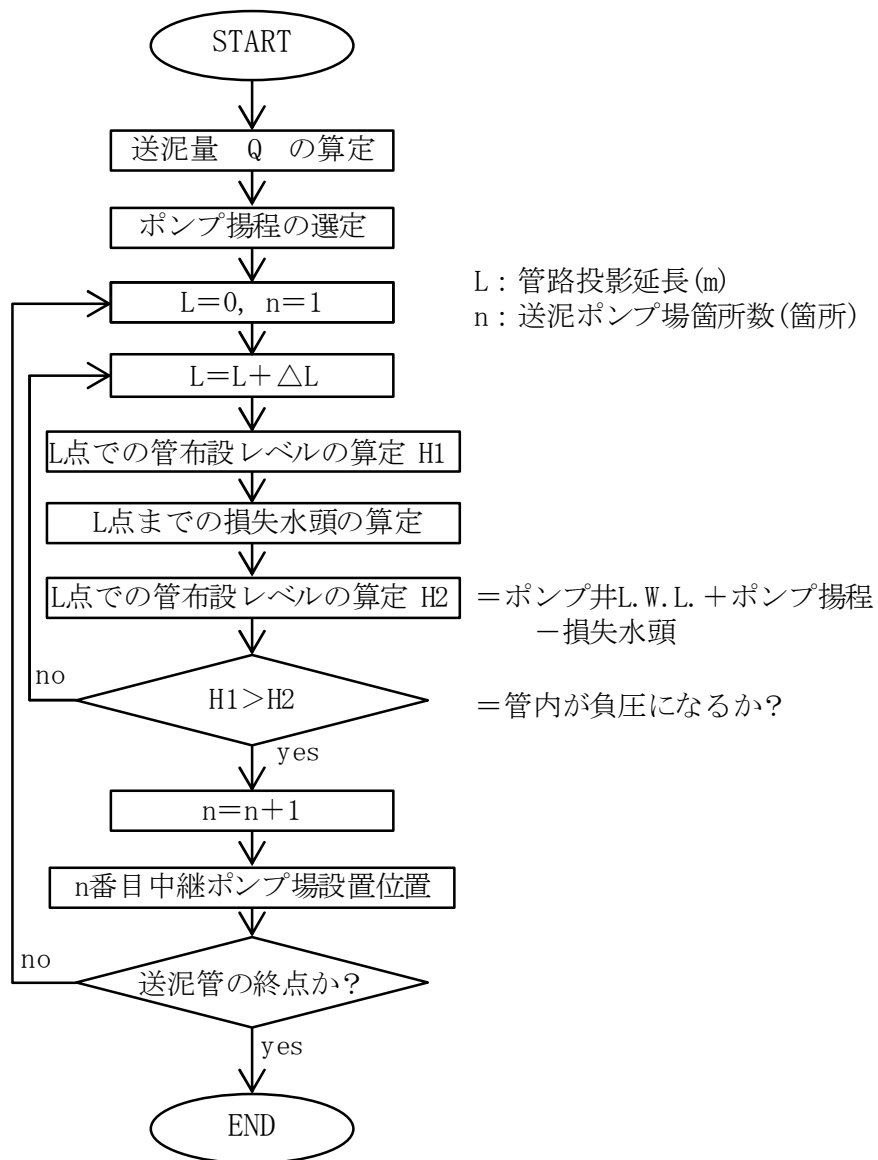 START
送泥量　Q　の算定
ポンプ揚程の選定
L＝0, n＝1
L：管路投影延長(m)
n：送泥ポンプ場箇所数(箇所)
L＝L＋△L
L点での管布設レベルの算定 H1
L点までの損失水頭の算定
L点での管布設レベルの算定 H2
＝ポンプ井L.W.L.＋ポンプ揚程
－損失水頭
no
H1＞H2
＝管内が負圧になるか？
yes
n＝n＋1
n番目中継ポンプ場設置位置
no
送泥管の終点か？
yes
END